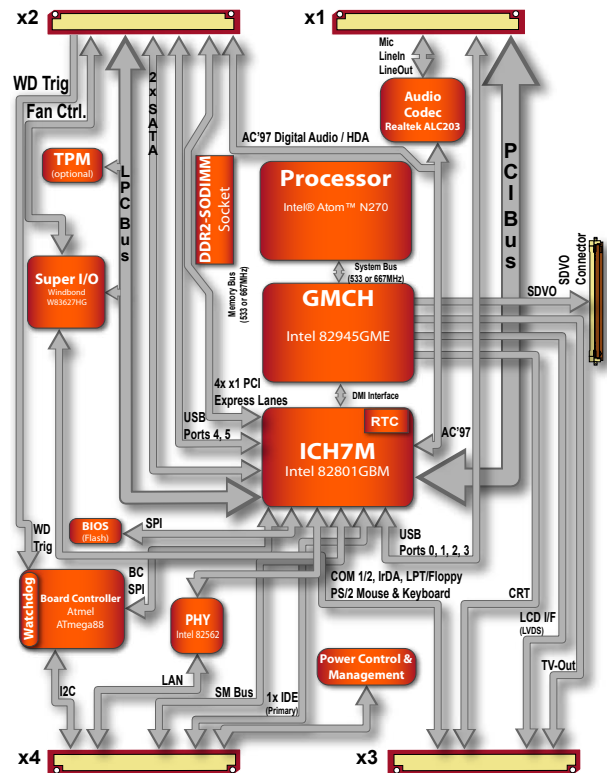 x2
x1
WD Trig
Fan Ctrl.
2 x S A T A
Mic
LineIn
LineOut
Audio
Codec
Realtek ALC203
AC'97 Digital Audio / HDA
TPM
(optional)
LPC Bus
DDR2-SODIMM
Socket
Processor
Intel® Atom™ N270
PCI Bus
Super I/O
Windbond
W83627HG
Memory Bus
(533 or 667MHz)
System Bus
(533 or 667MHz)
SDVO
SDVO
Connector
GMCH
Intel 82945GME
4x x1 PCI
Express Lanes
DMI Interface
USB
Ports 4, 5
RTC
ICH7M
Intel 82801GBM
AC'97
BIOS
(Flash)
SPI
WD
Trig
USB
Ports 0, 1, 2, 3
BC
SPI
COM 1/2, IrDA, LPT/Floppy
PS/2 Mouse & Keyboard
CRT
Watchdog
Board Controller
Atmel
ATmega88
PHY
Intel 82562
LCD I/F
(LVDS)
TV-Out
Power Control &
Management
I2C
LAN
SM Bus
1x IDE
(Primary)
x4
x3